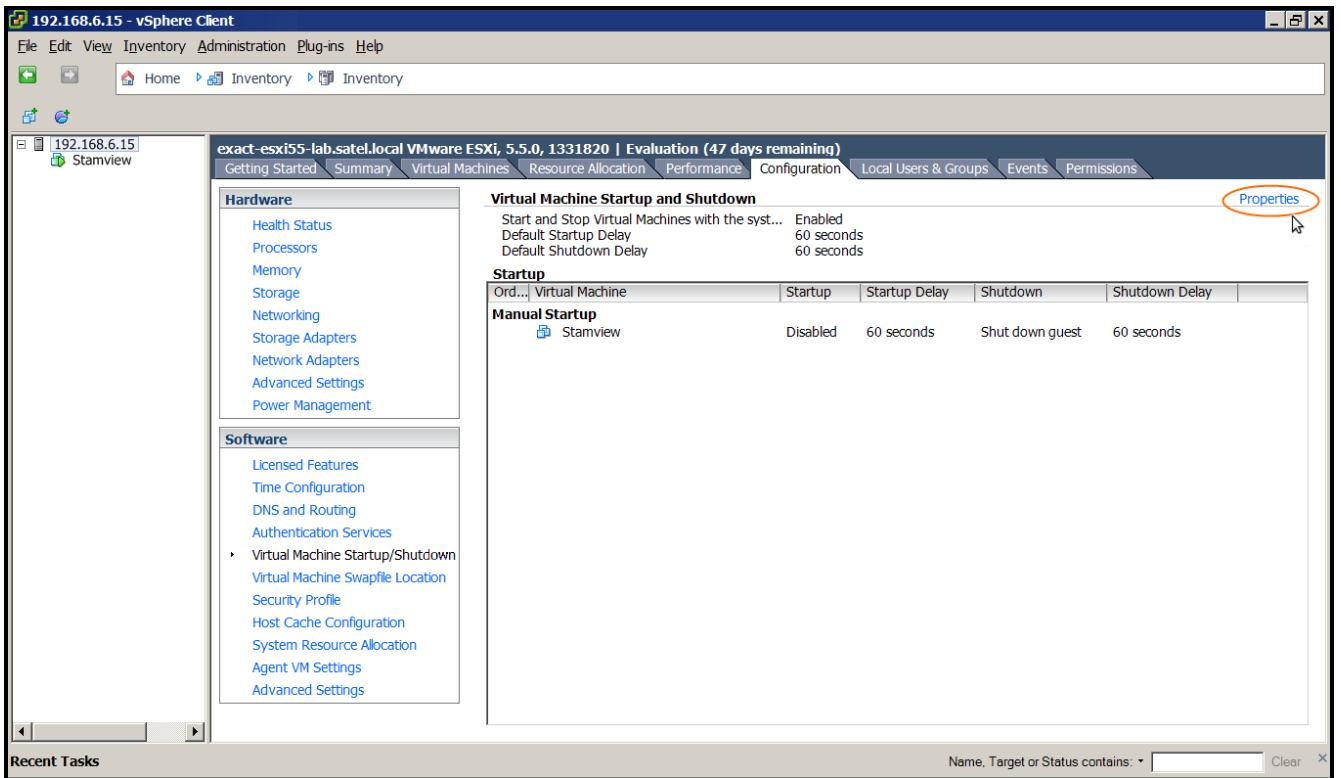 192.168.6.15 - vSphere Client
File Edit View Inventory Administration Plug-ins Help
Home Inventory Inventory
192.168.6.15
Stamview
exact-esxi55-lab.satel.local VMware ESXi, 5.5.0, 1331820 | Evaluation (47 days remaining)
Getting Started Summary Virtual Machines Resource Allocation Performance Configuration Local Users & Groups Events Permissions
Hardware
Health Status
Processors
Memory
Storage
Networking
Storage Adapters
Network Adapters
Advanced Settings
Power Management
Software
Licensed Features
Time Configuration
DNS and Routing
Authentication Services
Virtual Machine Startup/Shutdown
Virtual Machine Swapfile Location
Security Profile
Host Cache Configuration
System Resource Allocation
Agent VM Settings
Advanced Settings
Virtual Machine Startup and Shutdown Properties
Start and Stop Virtual Machines with the syst... Enabled
Default Startup Delay 60 seconds
Default Shutdown Delay 60 seconds
Startup
Ord... Virtual Machine Startup Startup Delay Shutdown Shutdown Delay
Manual Startup
Stamview Disabled 60 seconds Shut down guest 60 seconds
Recent Tasks Name, Target or Status contains: Clear